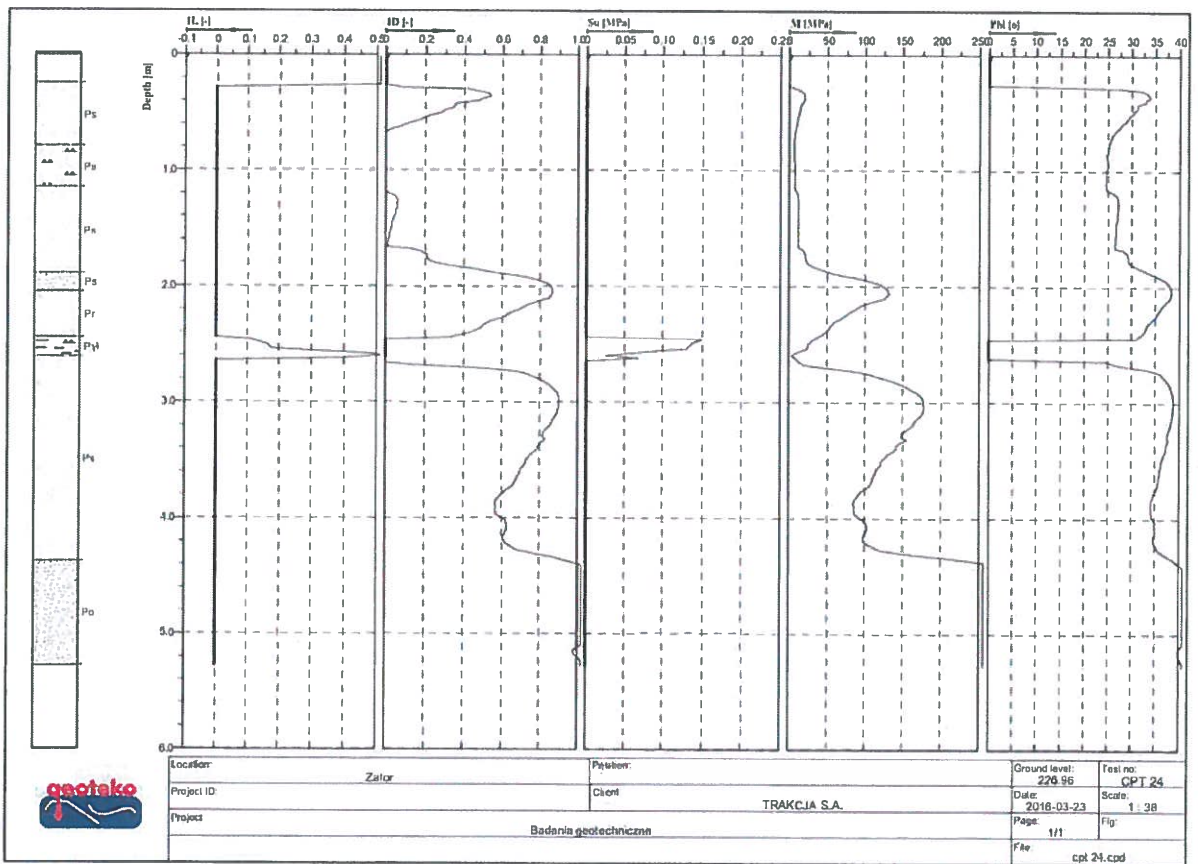 IL [-]
ID [-]
Su [MPa]
M [MPa]
Phi [o]
-0.1 0 0.1 0.2 0.3 0.4 0.5
0 0.2 0.4 0.6 0.8 1.0
0 0.05 0.10 0.15 0.20 0.2
0 50 100 150 200 250
0 5 10 15 20 25 30 35 40
Depth [m]
0
1.0
2.0
3.0
4.0
5.0
6.0
Ps
Ps
Ps
Pr
Ps
Po
geoteko
Location:
Zator
Position:
Ground level:
226.96
Test no:
CPT 24
Project ID:
Client
TRAKCJA S.A.
Date:
2016-03-23
Scale:
1 : 38
Project
Badania geotechniczne
Page:
1/1
Fig:
File:
cpt 24.cpd